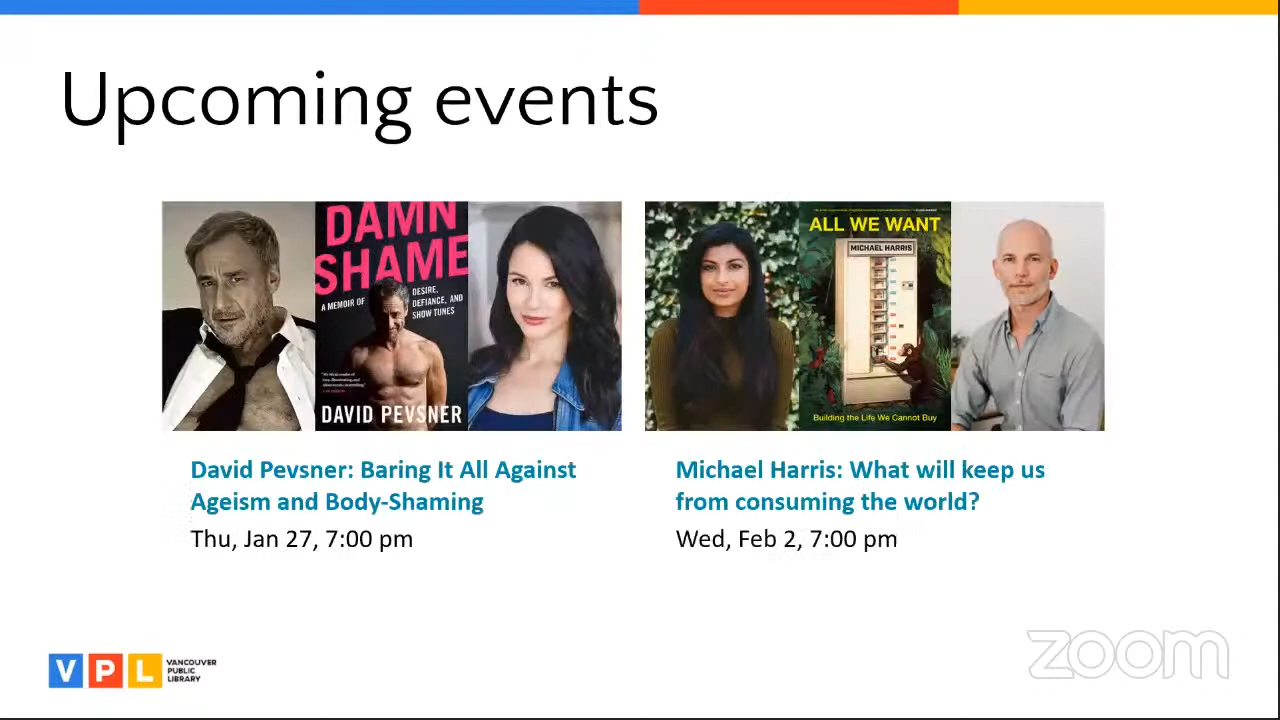 Upcoming events
DAMN
SHAME
A MEMOIR OF
DESIRE,
DEFIANCE, AND
SHOW TUNES
DAVID PEVSNER
ALL WE WANT
MICHAEL HARRIS
Building the Life We Cannot Buy
David Pevsner: Baring It All Against
Ageism and Body-Shaming
Thu, Jan 27, 7:00 pm
Michael Harris: What will keep us
from consuming the world?
Wed, Feb 2, 7:00 pm
VPL
VANCOUVER
PUBLIC
LIBRARY
zoom